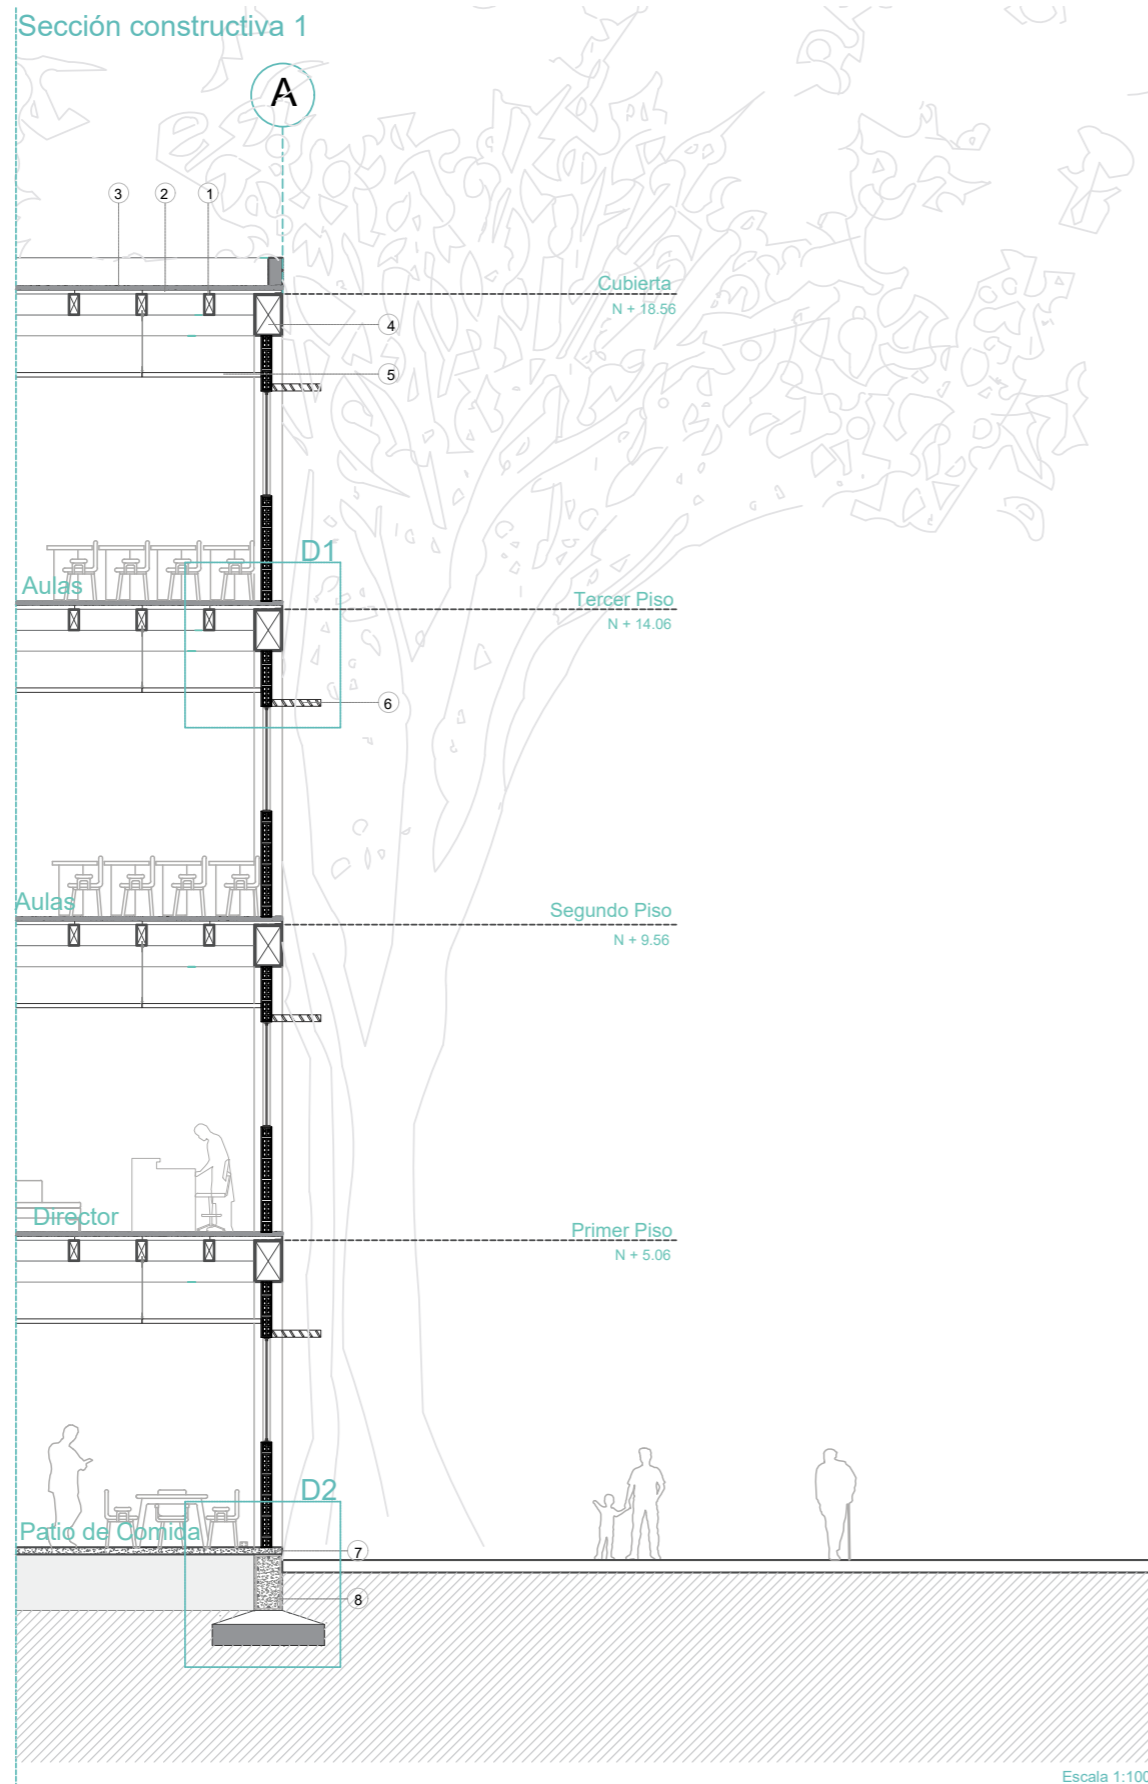 Sección constructiva 1
A
3 2 1
Cubierta
N + 18.56
4
5
D1
Aulas
Tercer Piso
N + 14.06
6
Aulas
Segundo Piso
N + 9.56
Director
Primer Piso
N + 5.06
D2
Patio de Comida
7
8
Escala 1:100